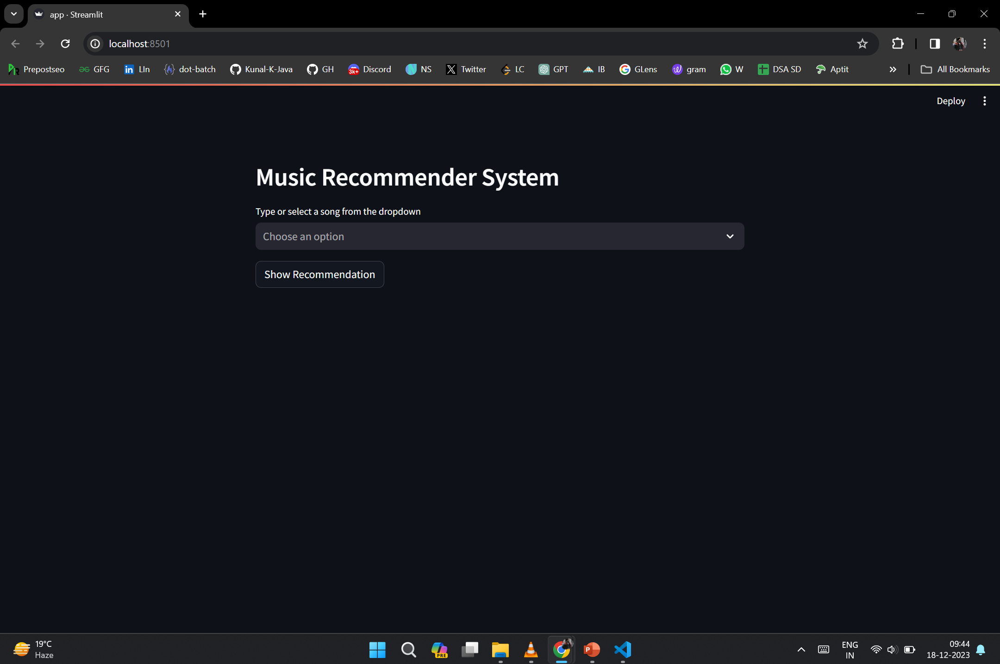 app · Streamlit
localhost:8501
Prepostseo GFG in LIn dot-batch Kunal-K-Java GH 3k+ Discord NS Twitter LC GPT IB GLens gram W DSA SD Aptit All Bookmarks
Deploy
Music Recommender System
Type or select a song from the dropdown
Choose an option
Show Recommendation
19°C
Haze
PRE
P
ENG
IN
09:44
18-12-2023